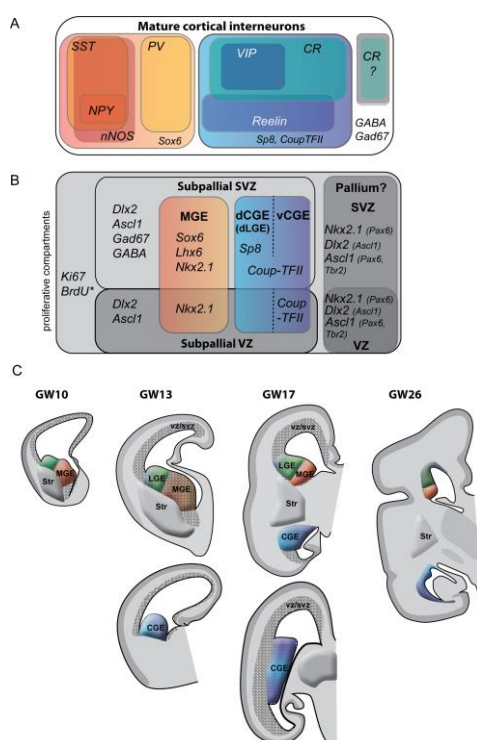 A
Mature cortical interneurons
SST
PV
VIP
CR
CR
?
NPY
Reelin
nNOS
Sox6
Sp8, CoupTFII
GABA
Gad67
B
Subpallial SVZ
Pallium?
SVZ
proliferative compartments
Ki67
BrdU*
Dlx2
Ascl1
Gad67
GABA
MGE
Sox6
Lhx6
Nkx2.1
dCGE
(dLGE)
vCGE
Sp8
Coup-TFII
Nkx2.1 (Pax6)
Dlx2 (Ascl1)
Ascl1 (Pax6,
Tbr2)
Dlx2
Ascl1
Nkx2.1
Coup
-TFII
Nkx2.1 (Pax6)
Dlx2 (Ascl1)
Ascl1 (Pax6,
Tbr2)
Subpallial VZ
VZ
C
GW10
GW13
GW17
GW26
vz/svz
vz/svz
MGE
Str
LGE
MGE
Str
LGE
MGE
Str
CGE
Str
CGE
vz/svz
CGE